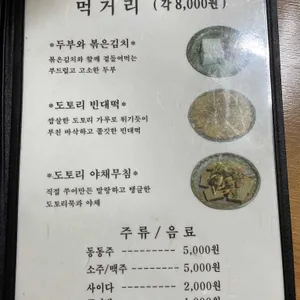 먹거리 (각 8,000원)
*두부와 볶은김치*
볶은김치와 함께 곁들여먹는
부드럽고 고소한 두부
*도토리 빈대떡*
쌉살한 도토리 가루로 튀기듯이
부친 바삭하고 쫄깃한 빈대떡
*도토리 야채무침*
직접 쑤어만든 말랑하고 탱글한
도토리묵과 야채
주류/음료
동동주 --------- 5,000원
소주/맥주 --------- 5,000원
사이다 --------- 2,000원